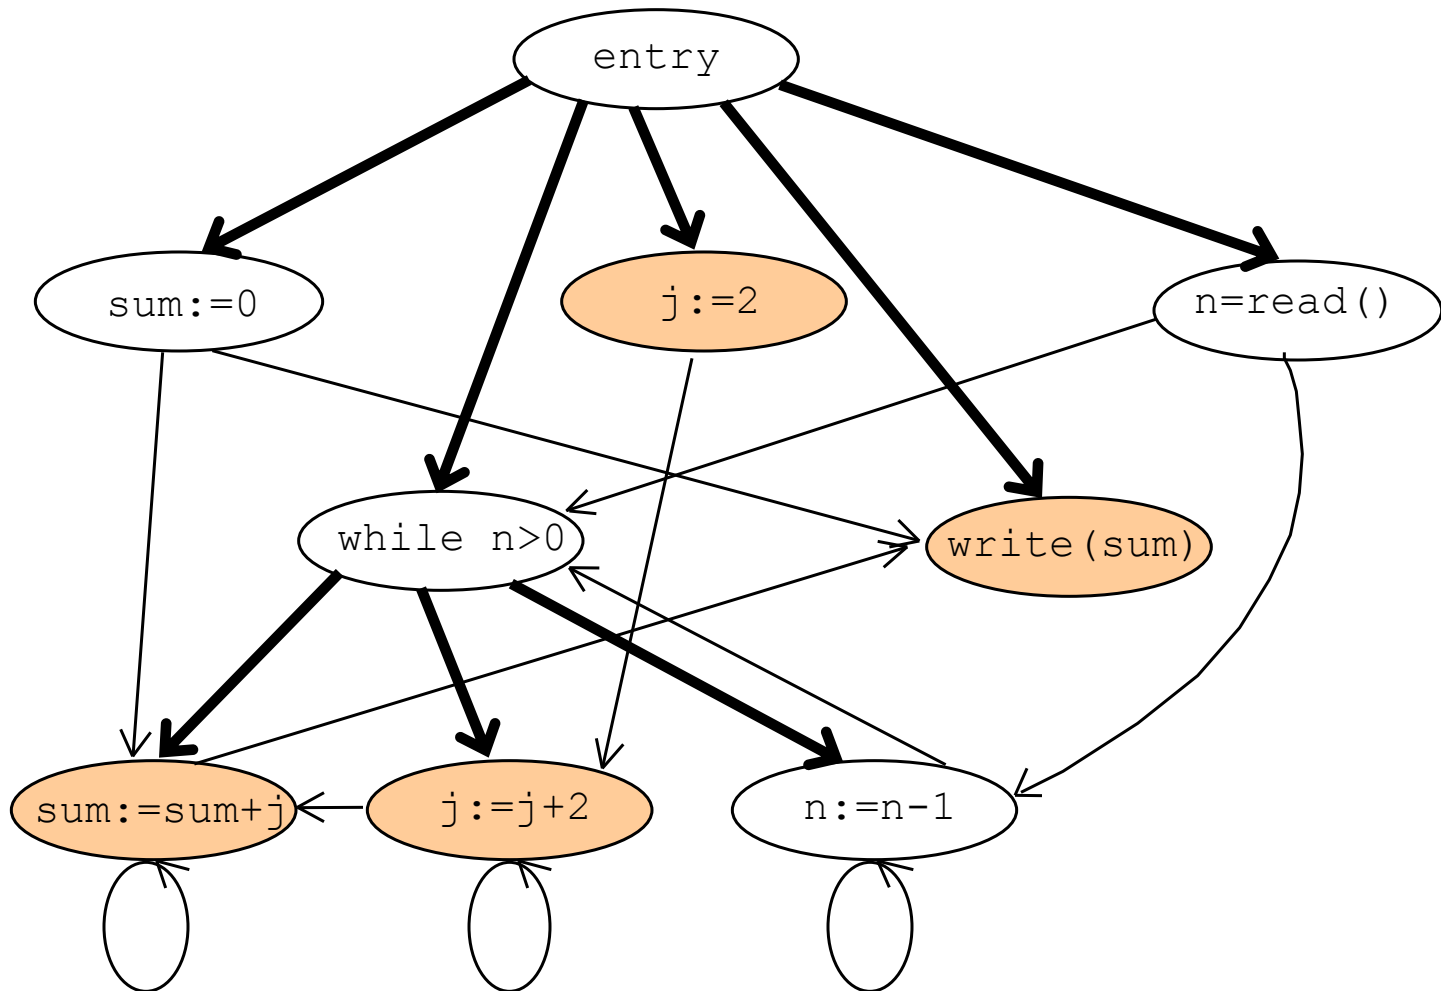 entry
sum:=0
j:=2
n=read()
while n>0
write(sum)
sum:=sum+j
j:=j+2
n:=n-1